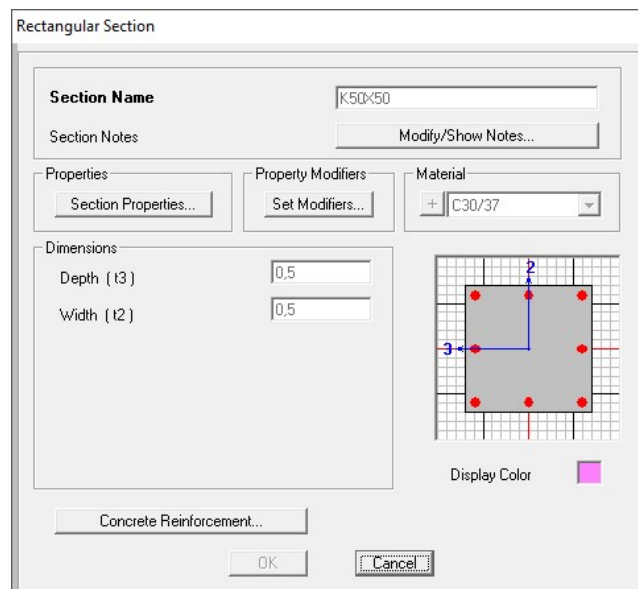 Rectangular Section
Section Name K50X50
Section Notes Modify/Show Notes...
Properties Property Modifiers Material
Section Properties... Set Modifiers... + C30/37
Dimensions
Depth ( t3 ) 0,5
Width ( t2 ) 0,5
2
3
Display Color
Concrete Reinforcement...
OK Cancel